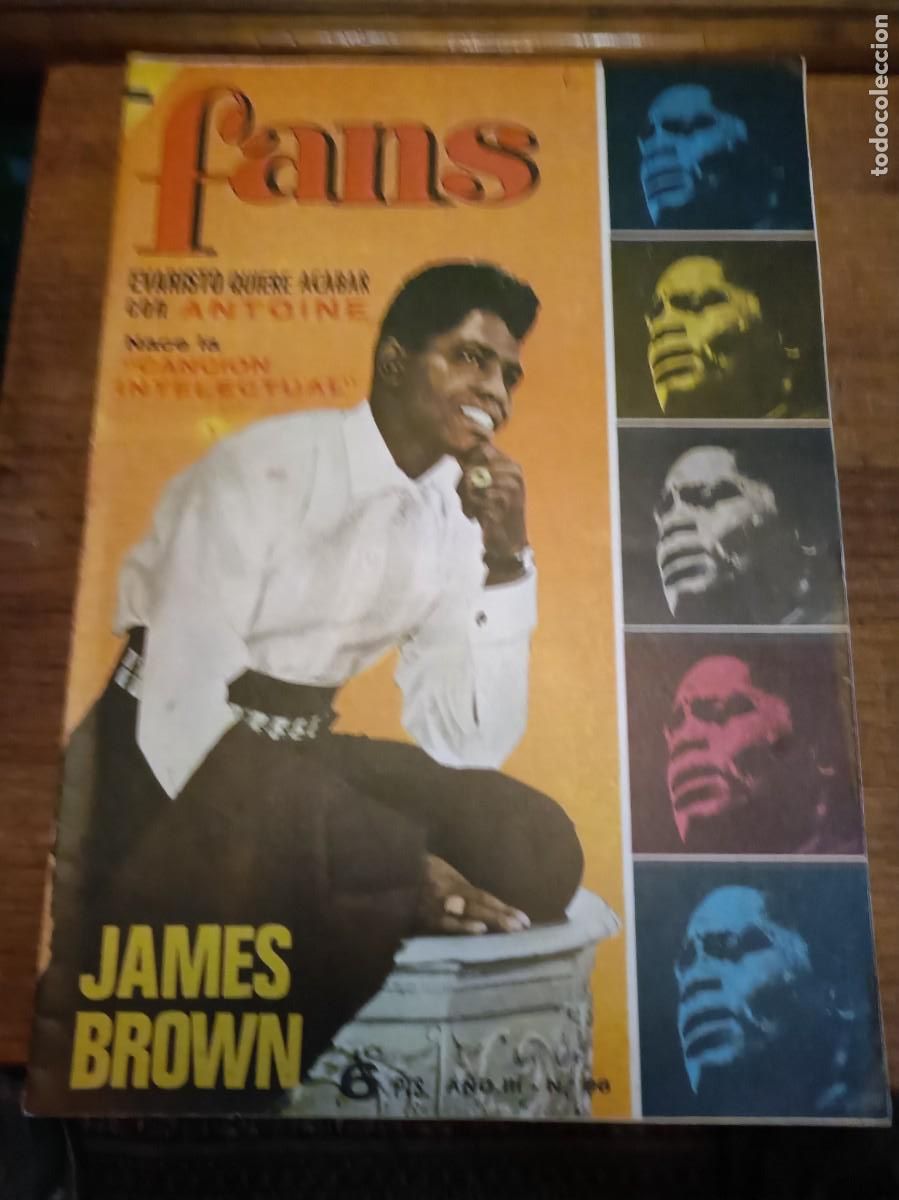 fans
EVARISTO QUIERE ACABAR
con ANTOINE
Nace la
"CANCION
INTELECTUAL"
JAMES
BROWN
6 PTS. AÑO III - N.º
todocoleccion